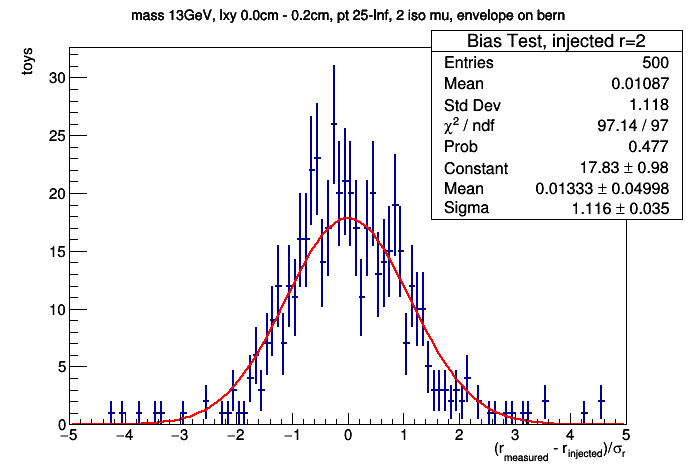 mass 13GeV, lxy 0.0cm - 0.2cm, pt 25-Inf, 2 iso mu, envelope on bern
Bias Test, injected r=2
Entries 500
Mean 0.01087
Std Dev 1.118
χ² / ndf 97.14 / 97
Prob 0.477
Constant 17.83 ± 0.98
Mean 0.01333 ± 0.04998
Sigma 1.116 ± 0.035
toys
30
25
20
15
10
5
0
−5 −4 −3 −2 −1 0 1 2 3 4 5
(r_measured - r_injected)/σ_r